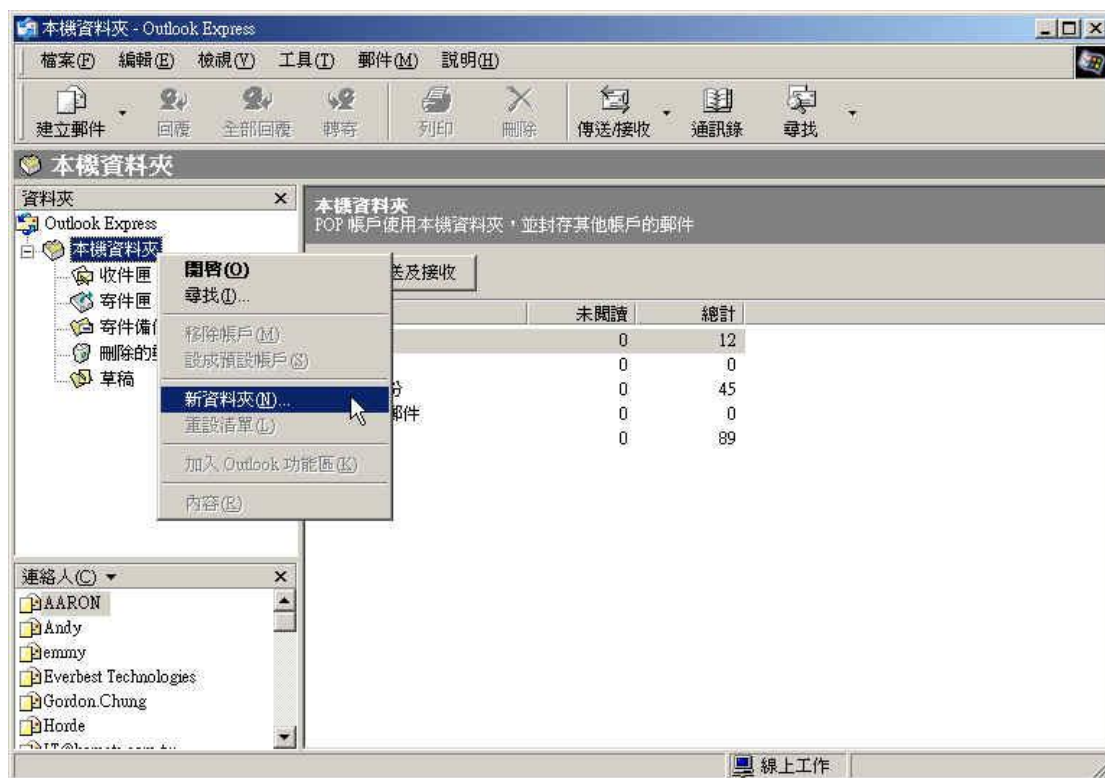 本機資料夾 - Outlook Express
檔案(F) 編輯(E) 檢視(V) 工具(T) 郵件(M) 說明(H)
建立郵件 回覆 全部回覆 轉寄 列印 刪除 傳送/接收 通訊錄 尋找
本機資料夾
資料夾
Outlook Express
本機資料夾
收件匣
寄件匣
寄件備
刪除的
草稿
開啓(O)
尋找(I)...
移除帳戶(M)
設成預設帳戶(S)
新資料夾(N)...
重設清單(L)
加入 Outlook 功能區(K)
內容(R)
本機資料夾
POP 帳戶使用本機資料夾，並封存其他帳戶的郵件
送及接收
未閱讀 總計
0 12
0 0
份 0 45
郵件 0 0
0 89
連絡人(C)
AARON
Andy
emmy
Everbest Technologies
Gordon.Chung
Horde
線上工作